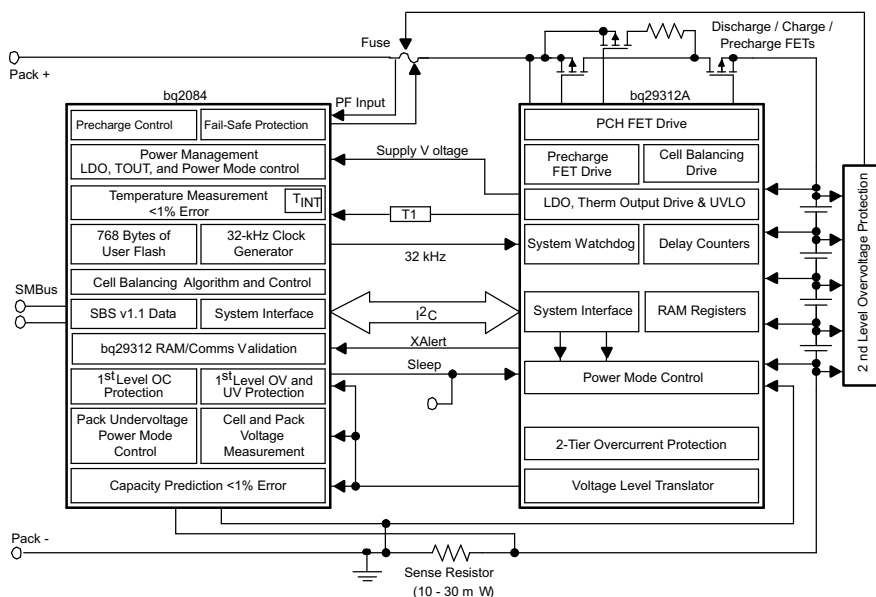 Discharge / Charge /
Precharge FETs
Fuse
Pack +
bq2084
PF Input
bq29312A
Precharge Control
Fail-Safe Protection
PCH FET Drive
Power Management
LDO, TOUT, and Power Mode control
Supply V oltage
Precharge
FET Drive
Cell Balancing
Drive
Temperature Measurement
<1% Error
TINT
T1
LDO, Therm Output Drive & UVLO
768 Bytes of
User Flash
32-kHz Clock
Generator
32 kHz
System Watchdog
Delay Counters
Cell Balancing Algorithm and Control
SMBus
SBS v1.1 Data
System Interface
I2C
System Interface
RAM Registers
bq29312 RAM/Comms Validation
XAlert
Sleep
1st Level OC
Protection
1st Level OV and
UV Protection
Power Mode Control
Pack Undervoltage
Power Mode
Control
Cell and Pack
Voltage
Measurement
2-Tier Overcurrent Protection
Capacity Prediction <1% Error
Voltage Level Translator
2 nd Level Overvoltage Protection
Pack -
Sense Resistor
(10 - 30 m W)